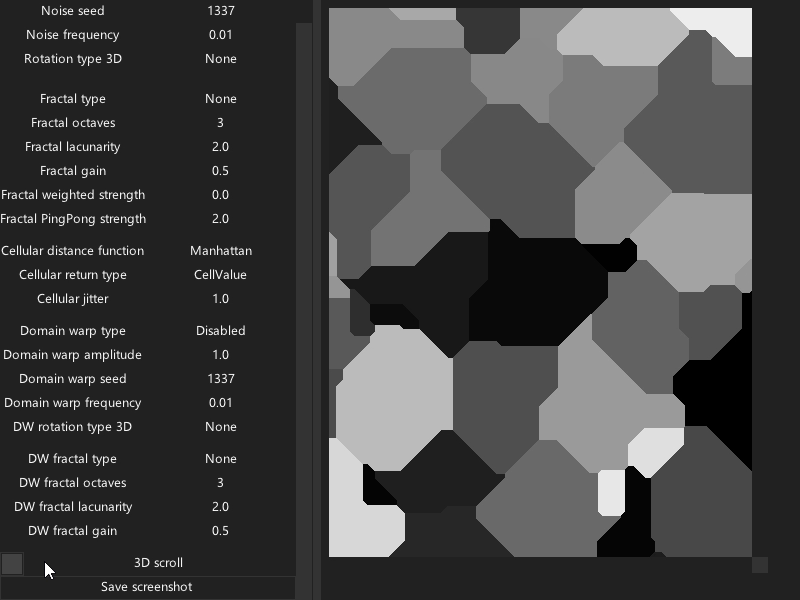 Noise seed 1337
Noise frequency 0.01
Rotation type 3D None
Fractal type None
Fractal octaves 3
Fractal lacunarity 2.0
Fractal gain 0.5
Fractal weighted strength 0.0
Fractal PingPong strength 2.0
Cellular distance function Manhattan
Cellular return type CellValue
Cellular jitter 1.0
Domain warp type Disabled
Domain warp amplitude 1.0
Domain warp seed 1337
Domain warp frequency 0.01
DW rotation type 3D None
DW fractal type None
DW fractal octaves 3
DW fractal lacunarity 2.0
DW fractal gain 0.5
3D scroll
Save screenshot